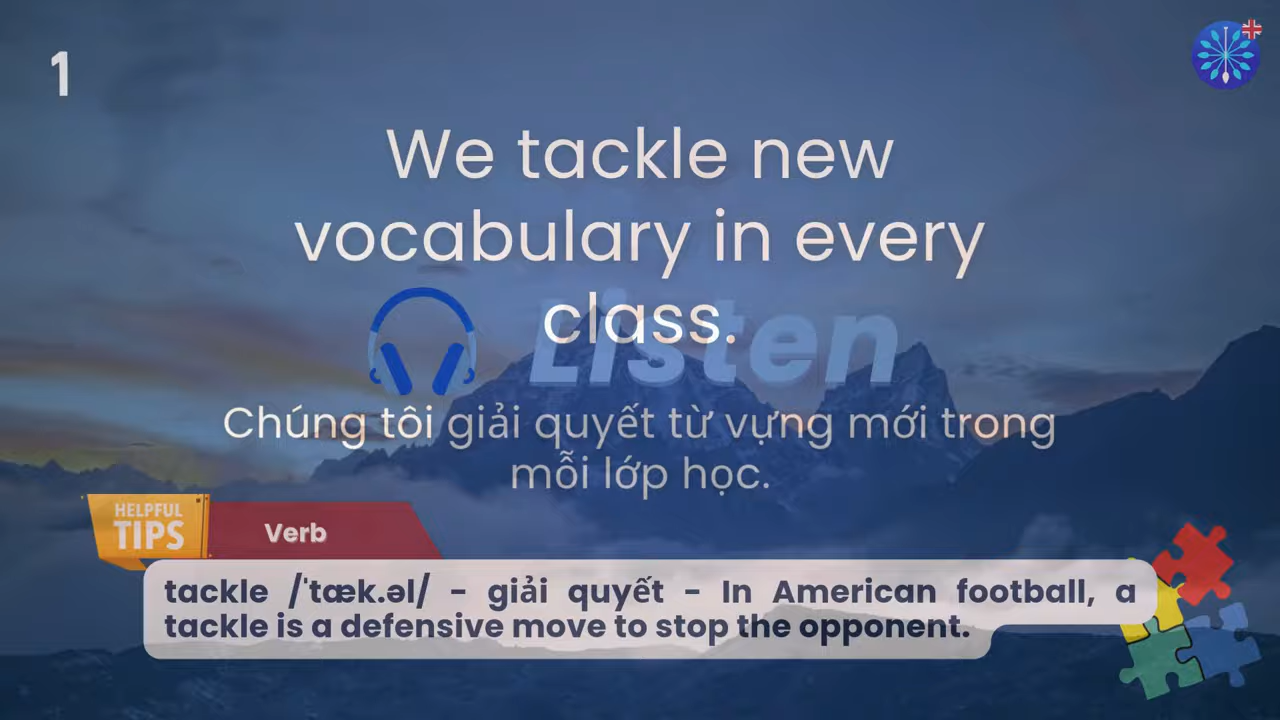 1
We tackle new
vocabulary in every
class.
Listen
Chúng tôi giải quyết từ vựng mới trong
mỗi lớp học.
HELPFUL
TIPS
Verb
tackle /ˈtæk.əl/ - giải quyết - In American football, a
tackle is a defensive move to stop the opponent.